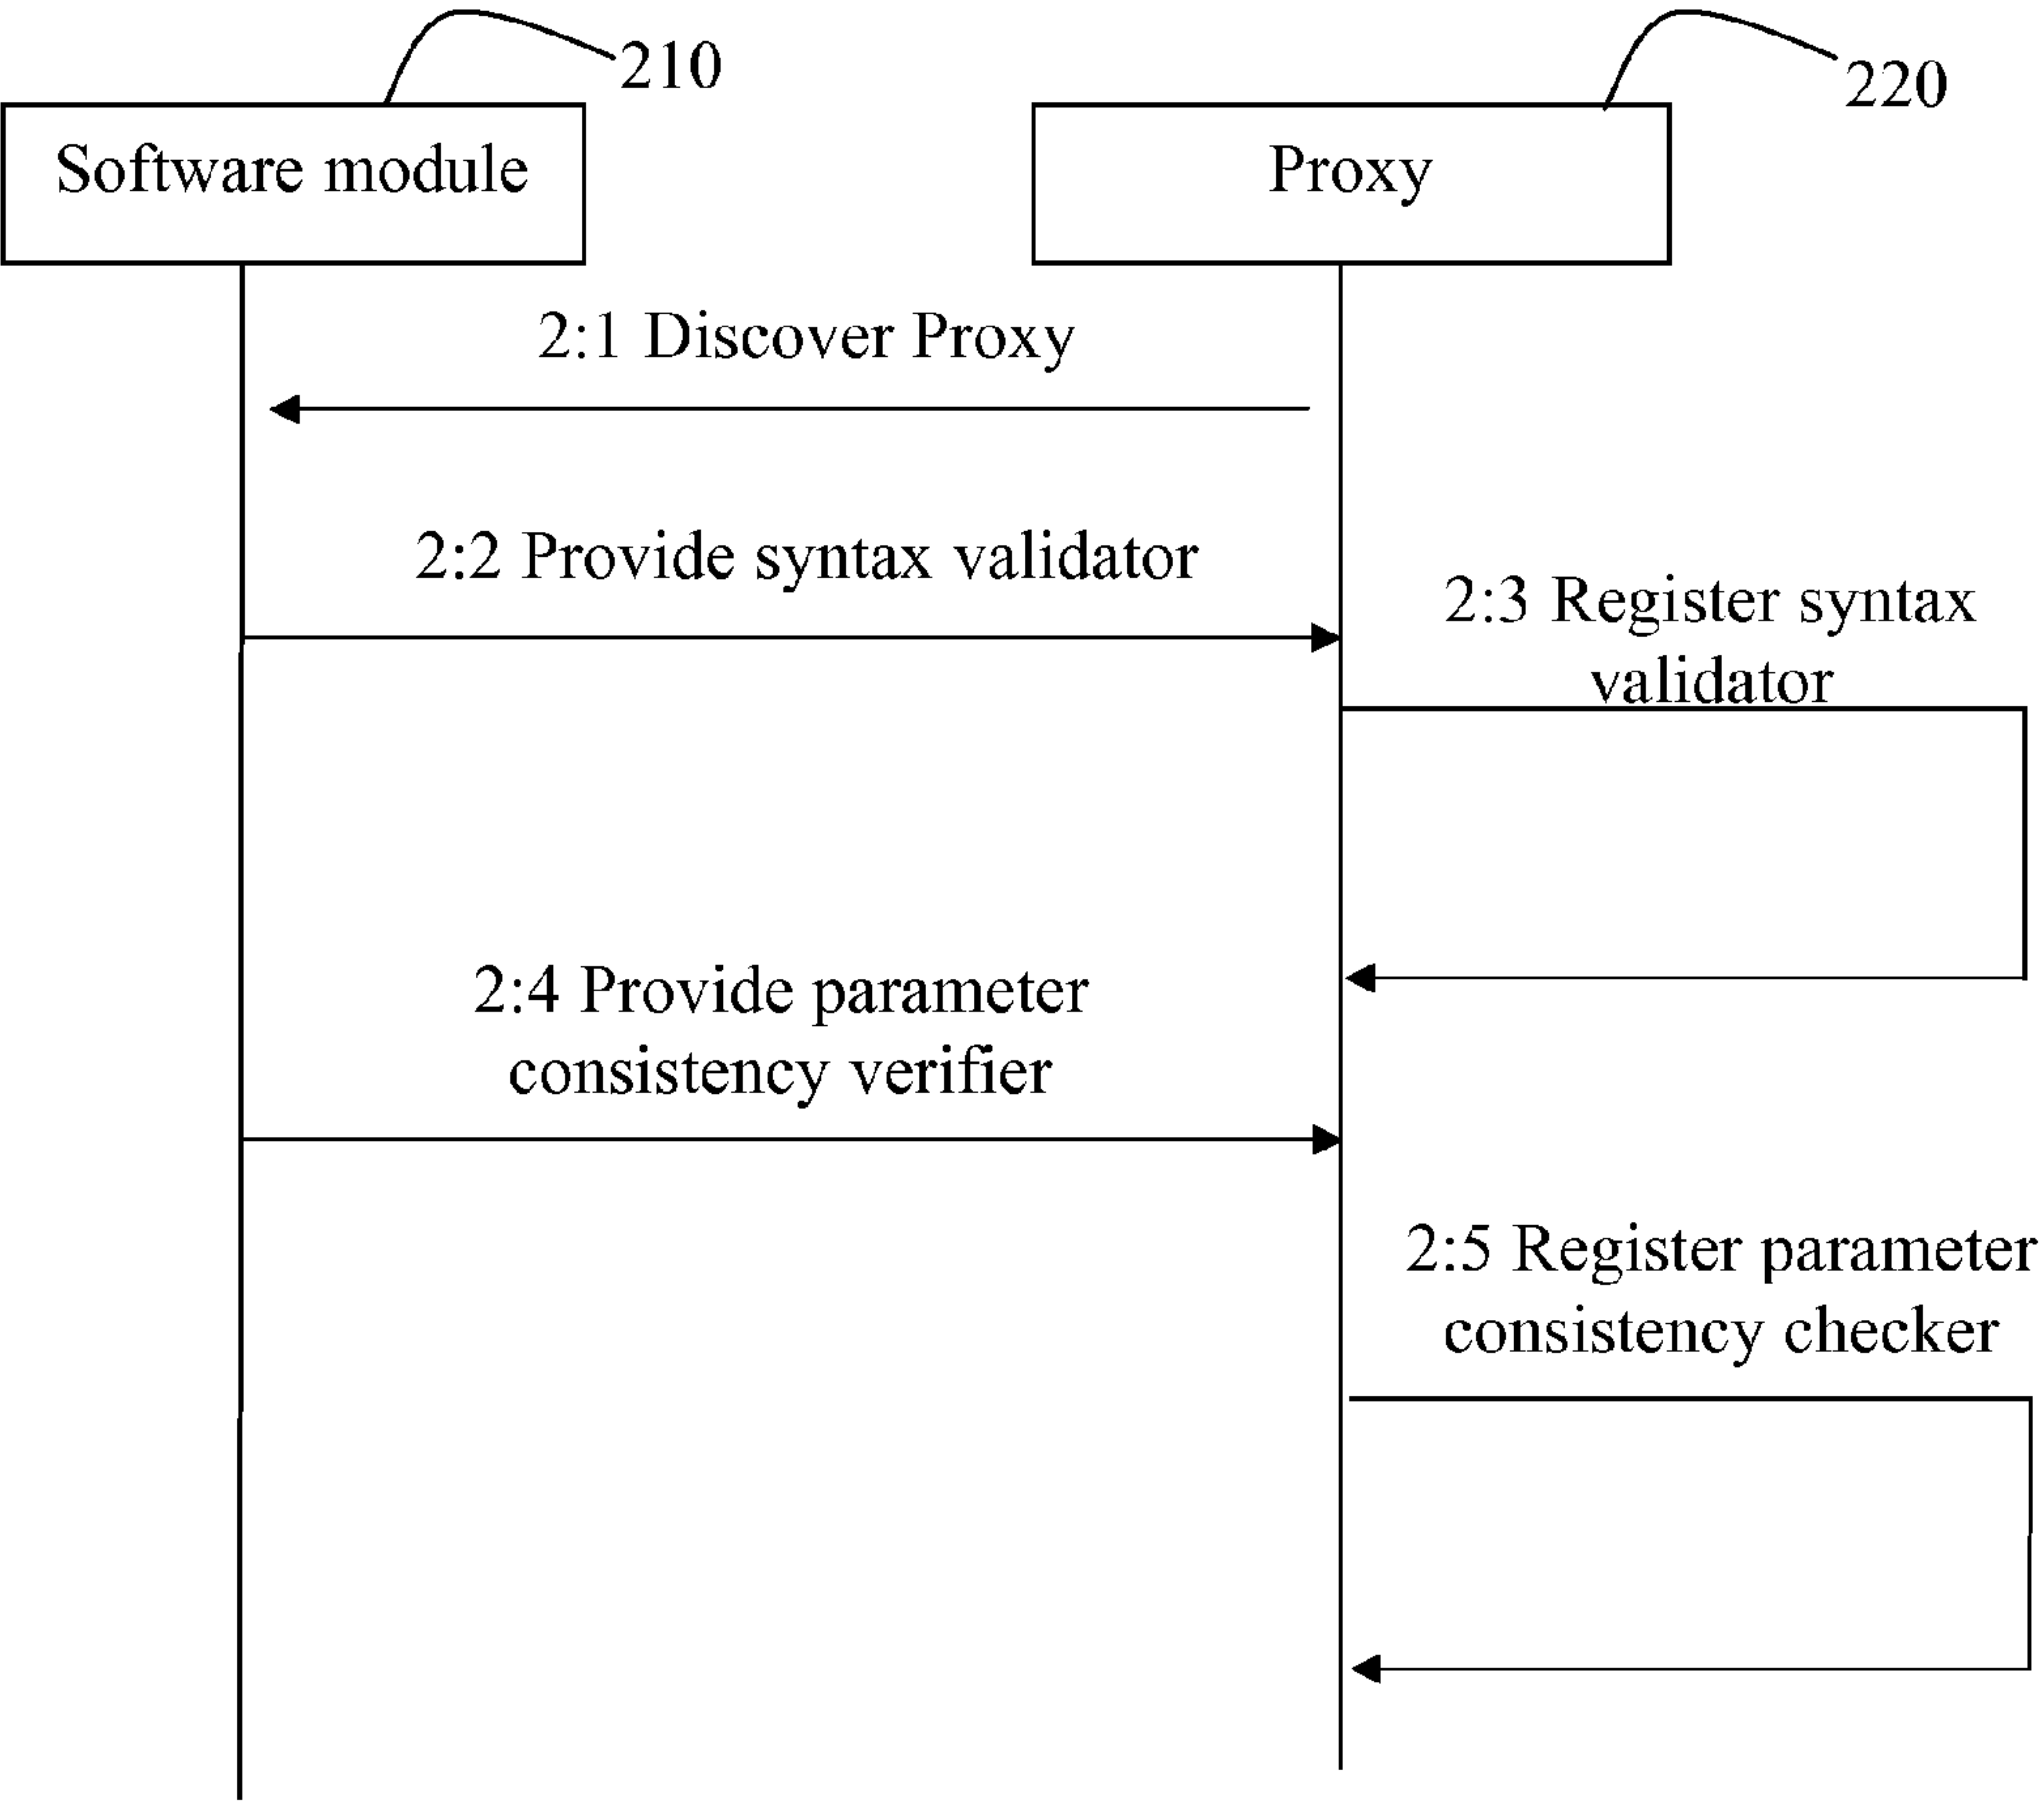 210
220
Software module
Proxy
2:1 Discover Proxy
2:2 Provide syntax validator
2:3 Register syntax
validator
2:4 Provide parameter
consistency verifier
2:5 Register parameter
consistency checker